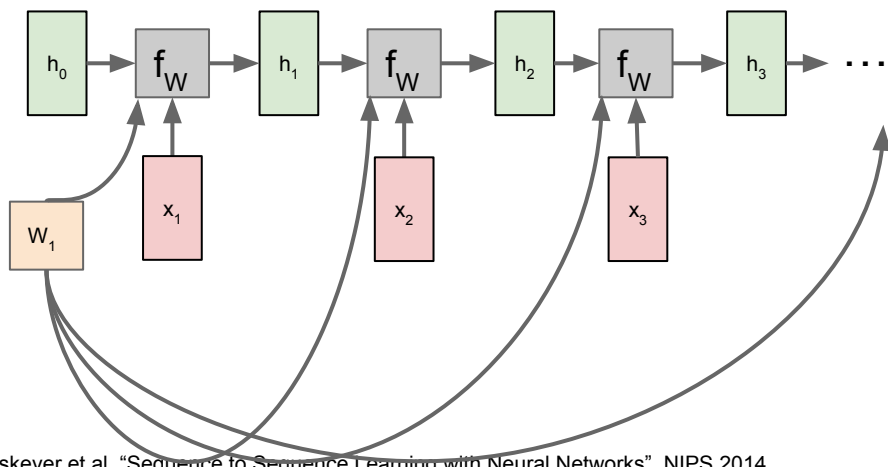 h0 fW h1 fW h2 fW h3 ...
x1 x2 x3
W1
et al. “Sequence to Sequence Learning with Neural Networks”, NIPS 2014